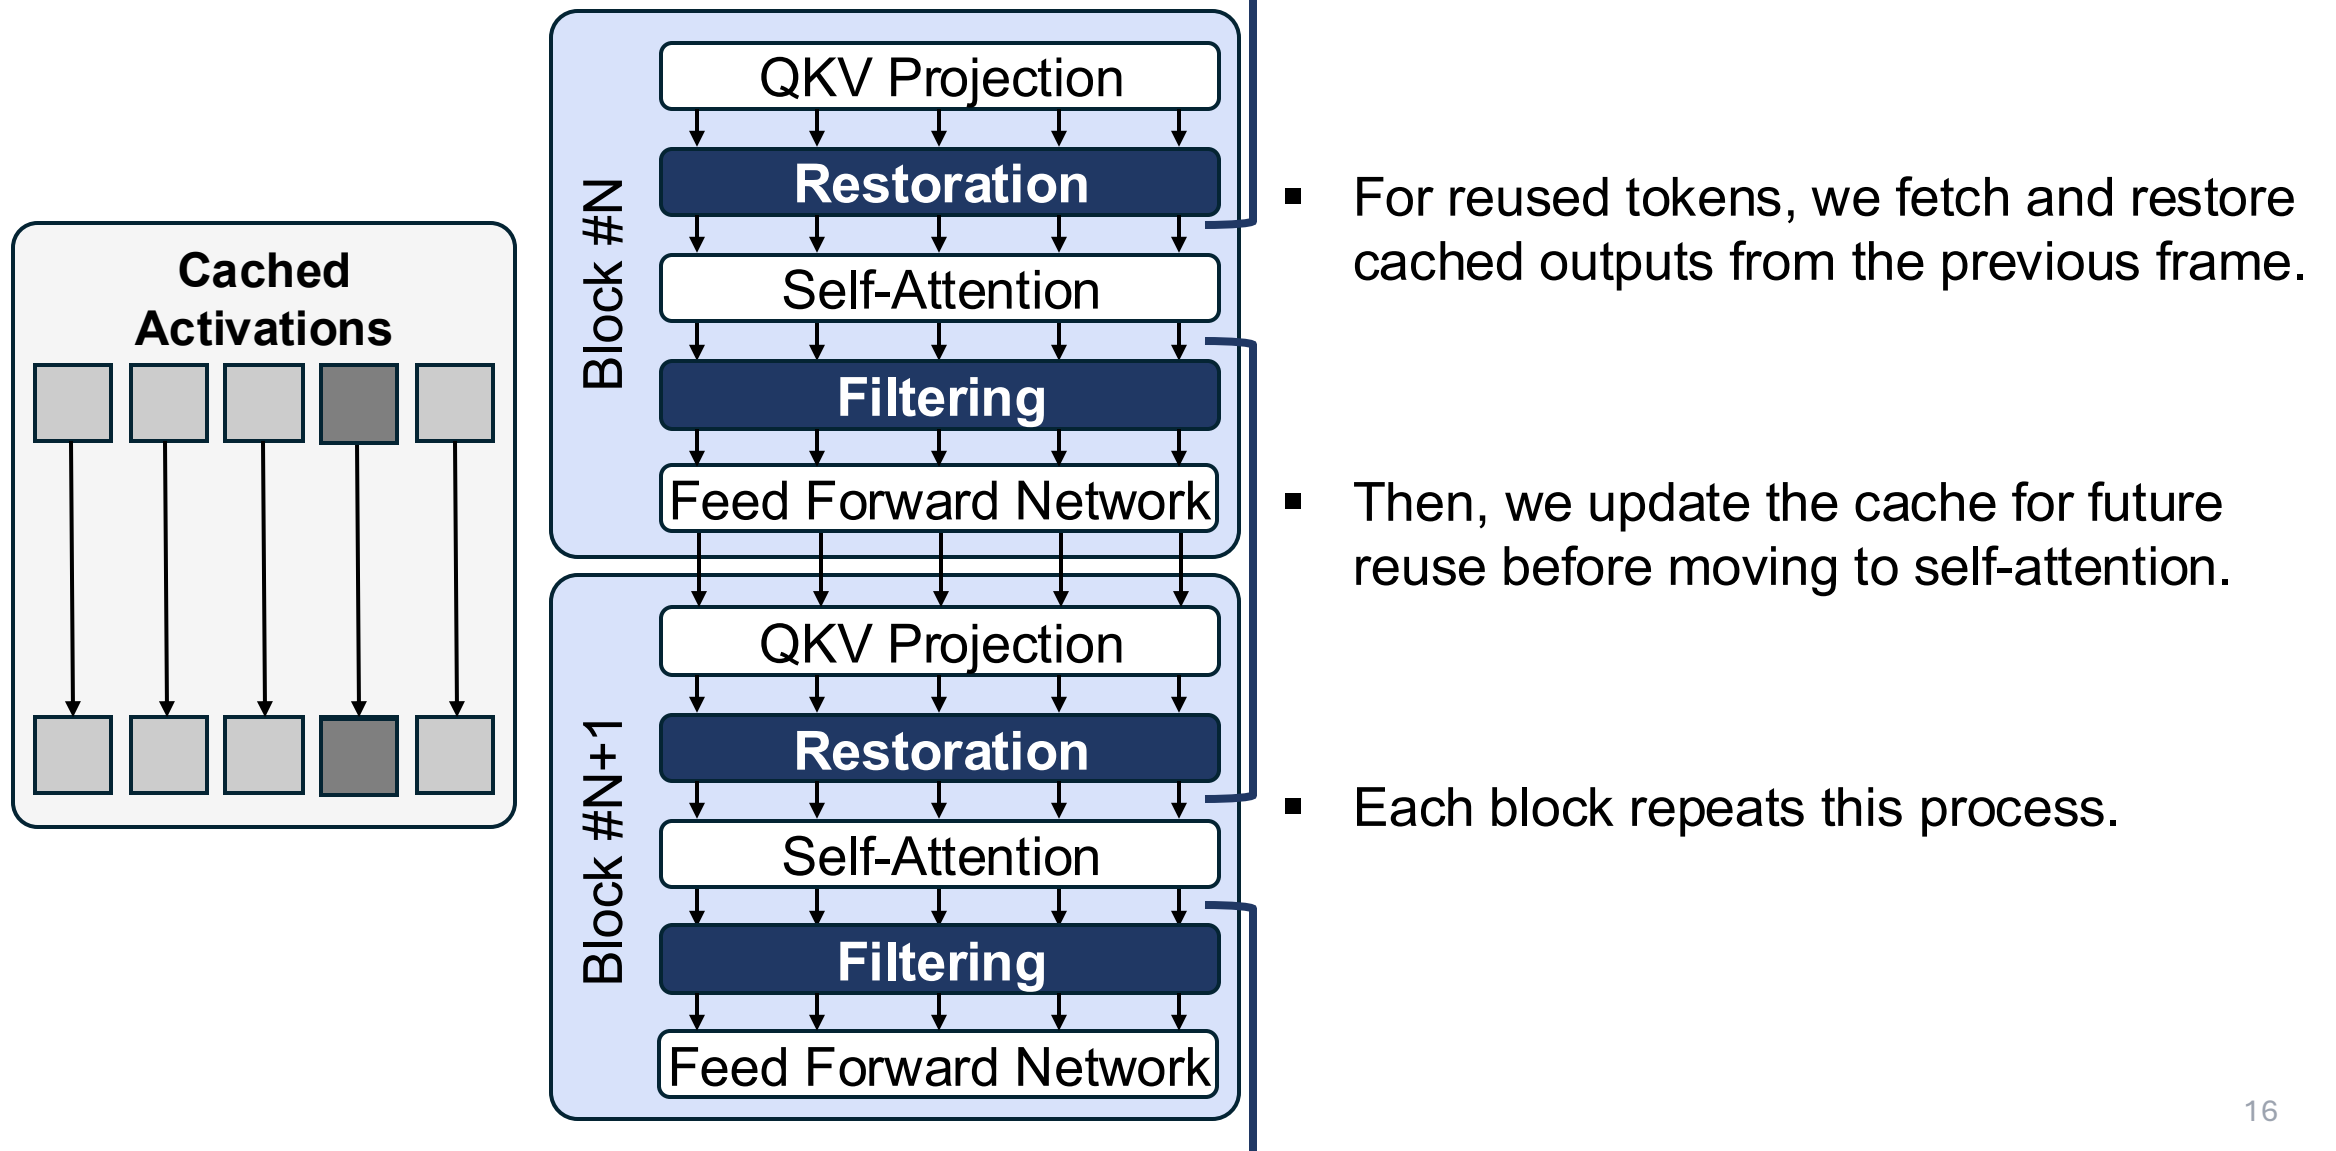 Cached
Activations
Block #N
QKV Projection
Restoration
Self-Attention
Filtering
Feed Forward Network
Block #N+1
QKV Projection
Restoration
Self-Attention
Filtering
Feed Forward Network
▪ For reused tokens, we fetch and restore
cached outputs from the previous frame.
▪ Then, we update the cache for future
reuse before moving to self-attention.
▪ Each block repeats this process.
16